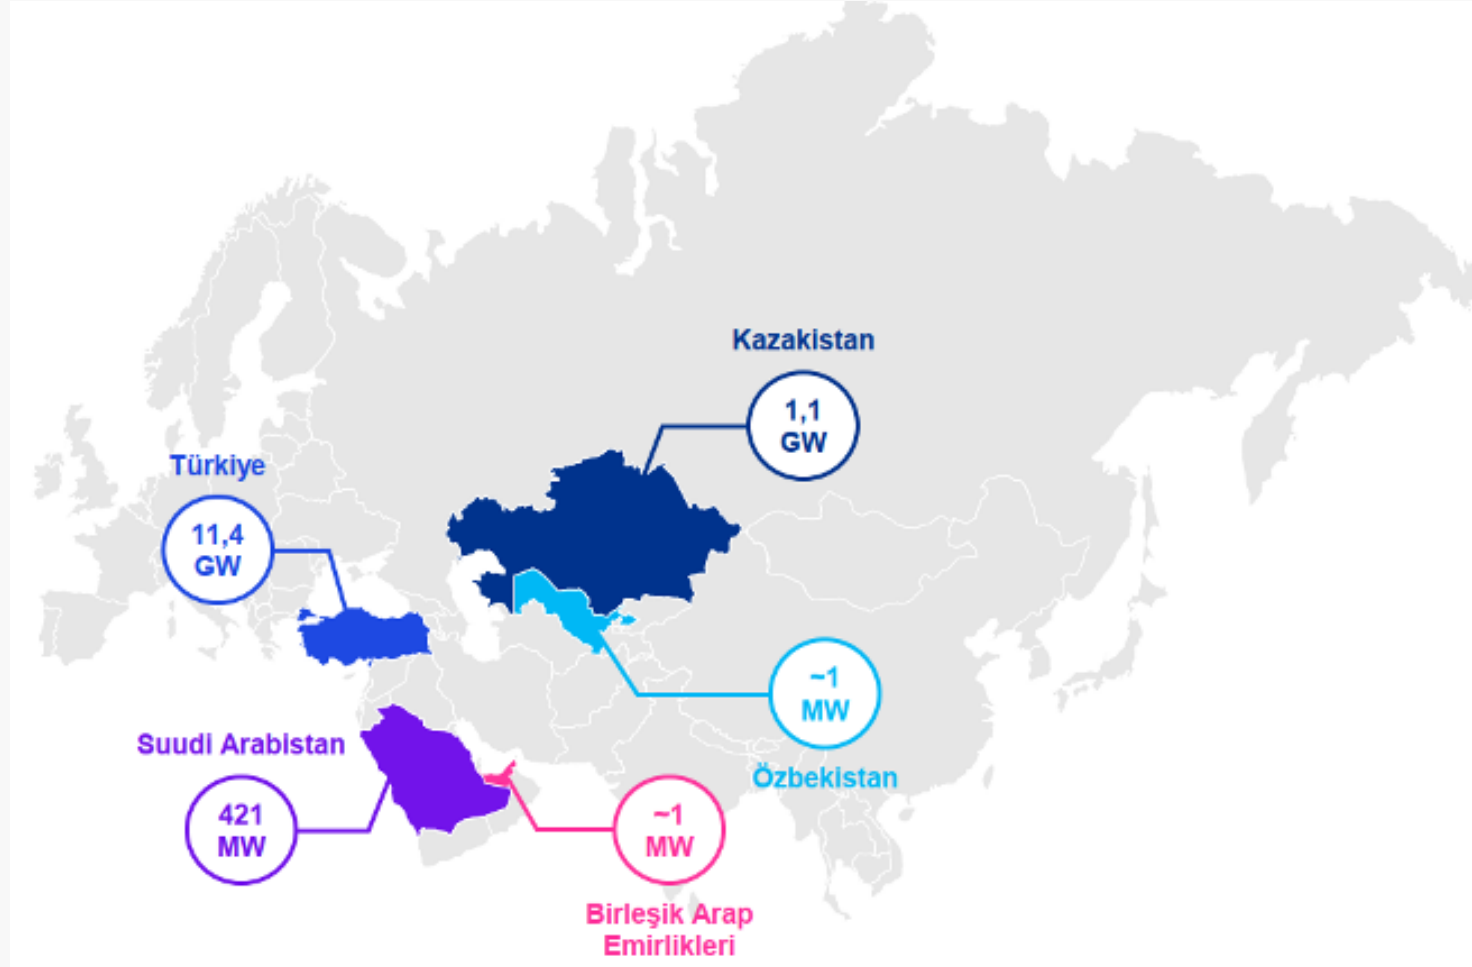 Kazakistan
1,1
GW
Türkiye
11,4
GW
~1
MW
Özbekistan
Suudi Arabistan
421
MW
~1
MW
Birleşik Arap
Emirlikleri